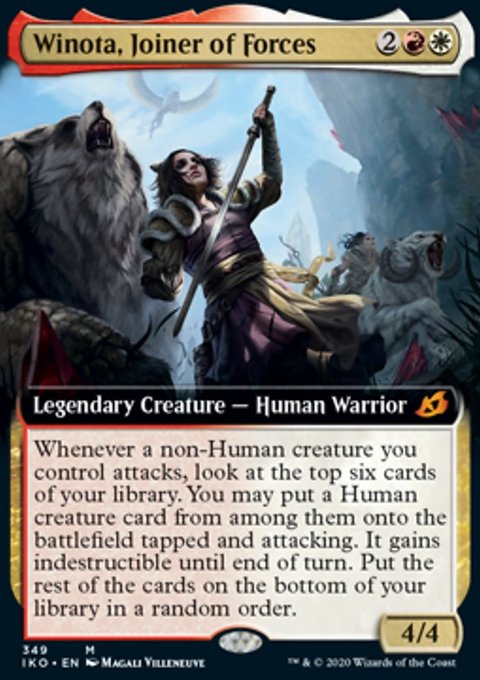 Winota, Joiner of Forces 2
Legendary Creature — Human Warrior
Whenever a non-Human creature you
control attacks, look at the top six cards
of your library. You may put a Human
creature card from among them onto the
battlefield tapped and attacking. It gains
indestructible until end of turn. Put the
rest of the cards on the bottom of your
library in a random order.
4/4
349 M
IKO • EN Magali Villeneuve
™ & © 2020 Wizards of the Coast